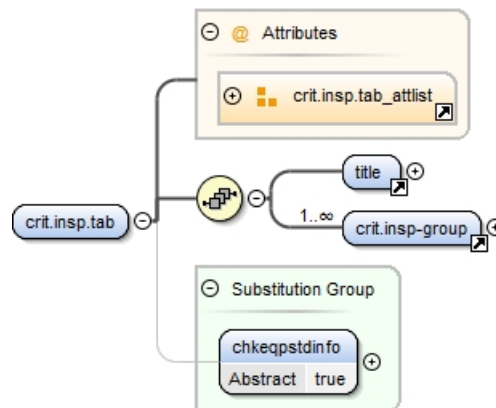 @ Attributes
crit.insp.tab_attlist
title
1..∞
crit.insp.tab
crit.insp-group
Substitution Group
chkeqpstdinfo
Abstract true